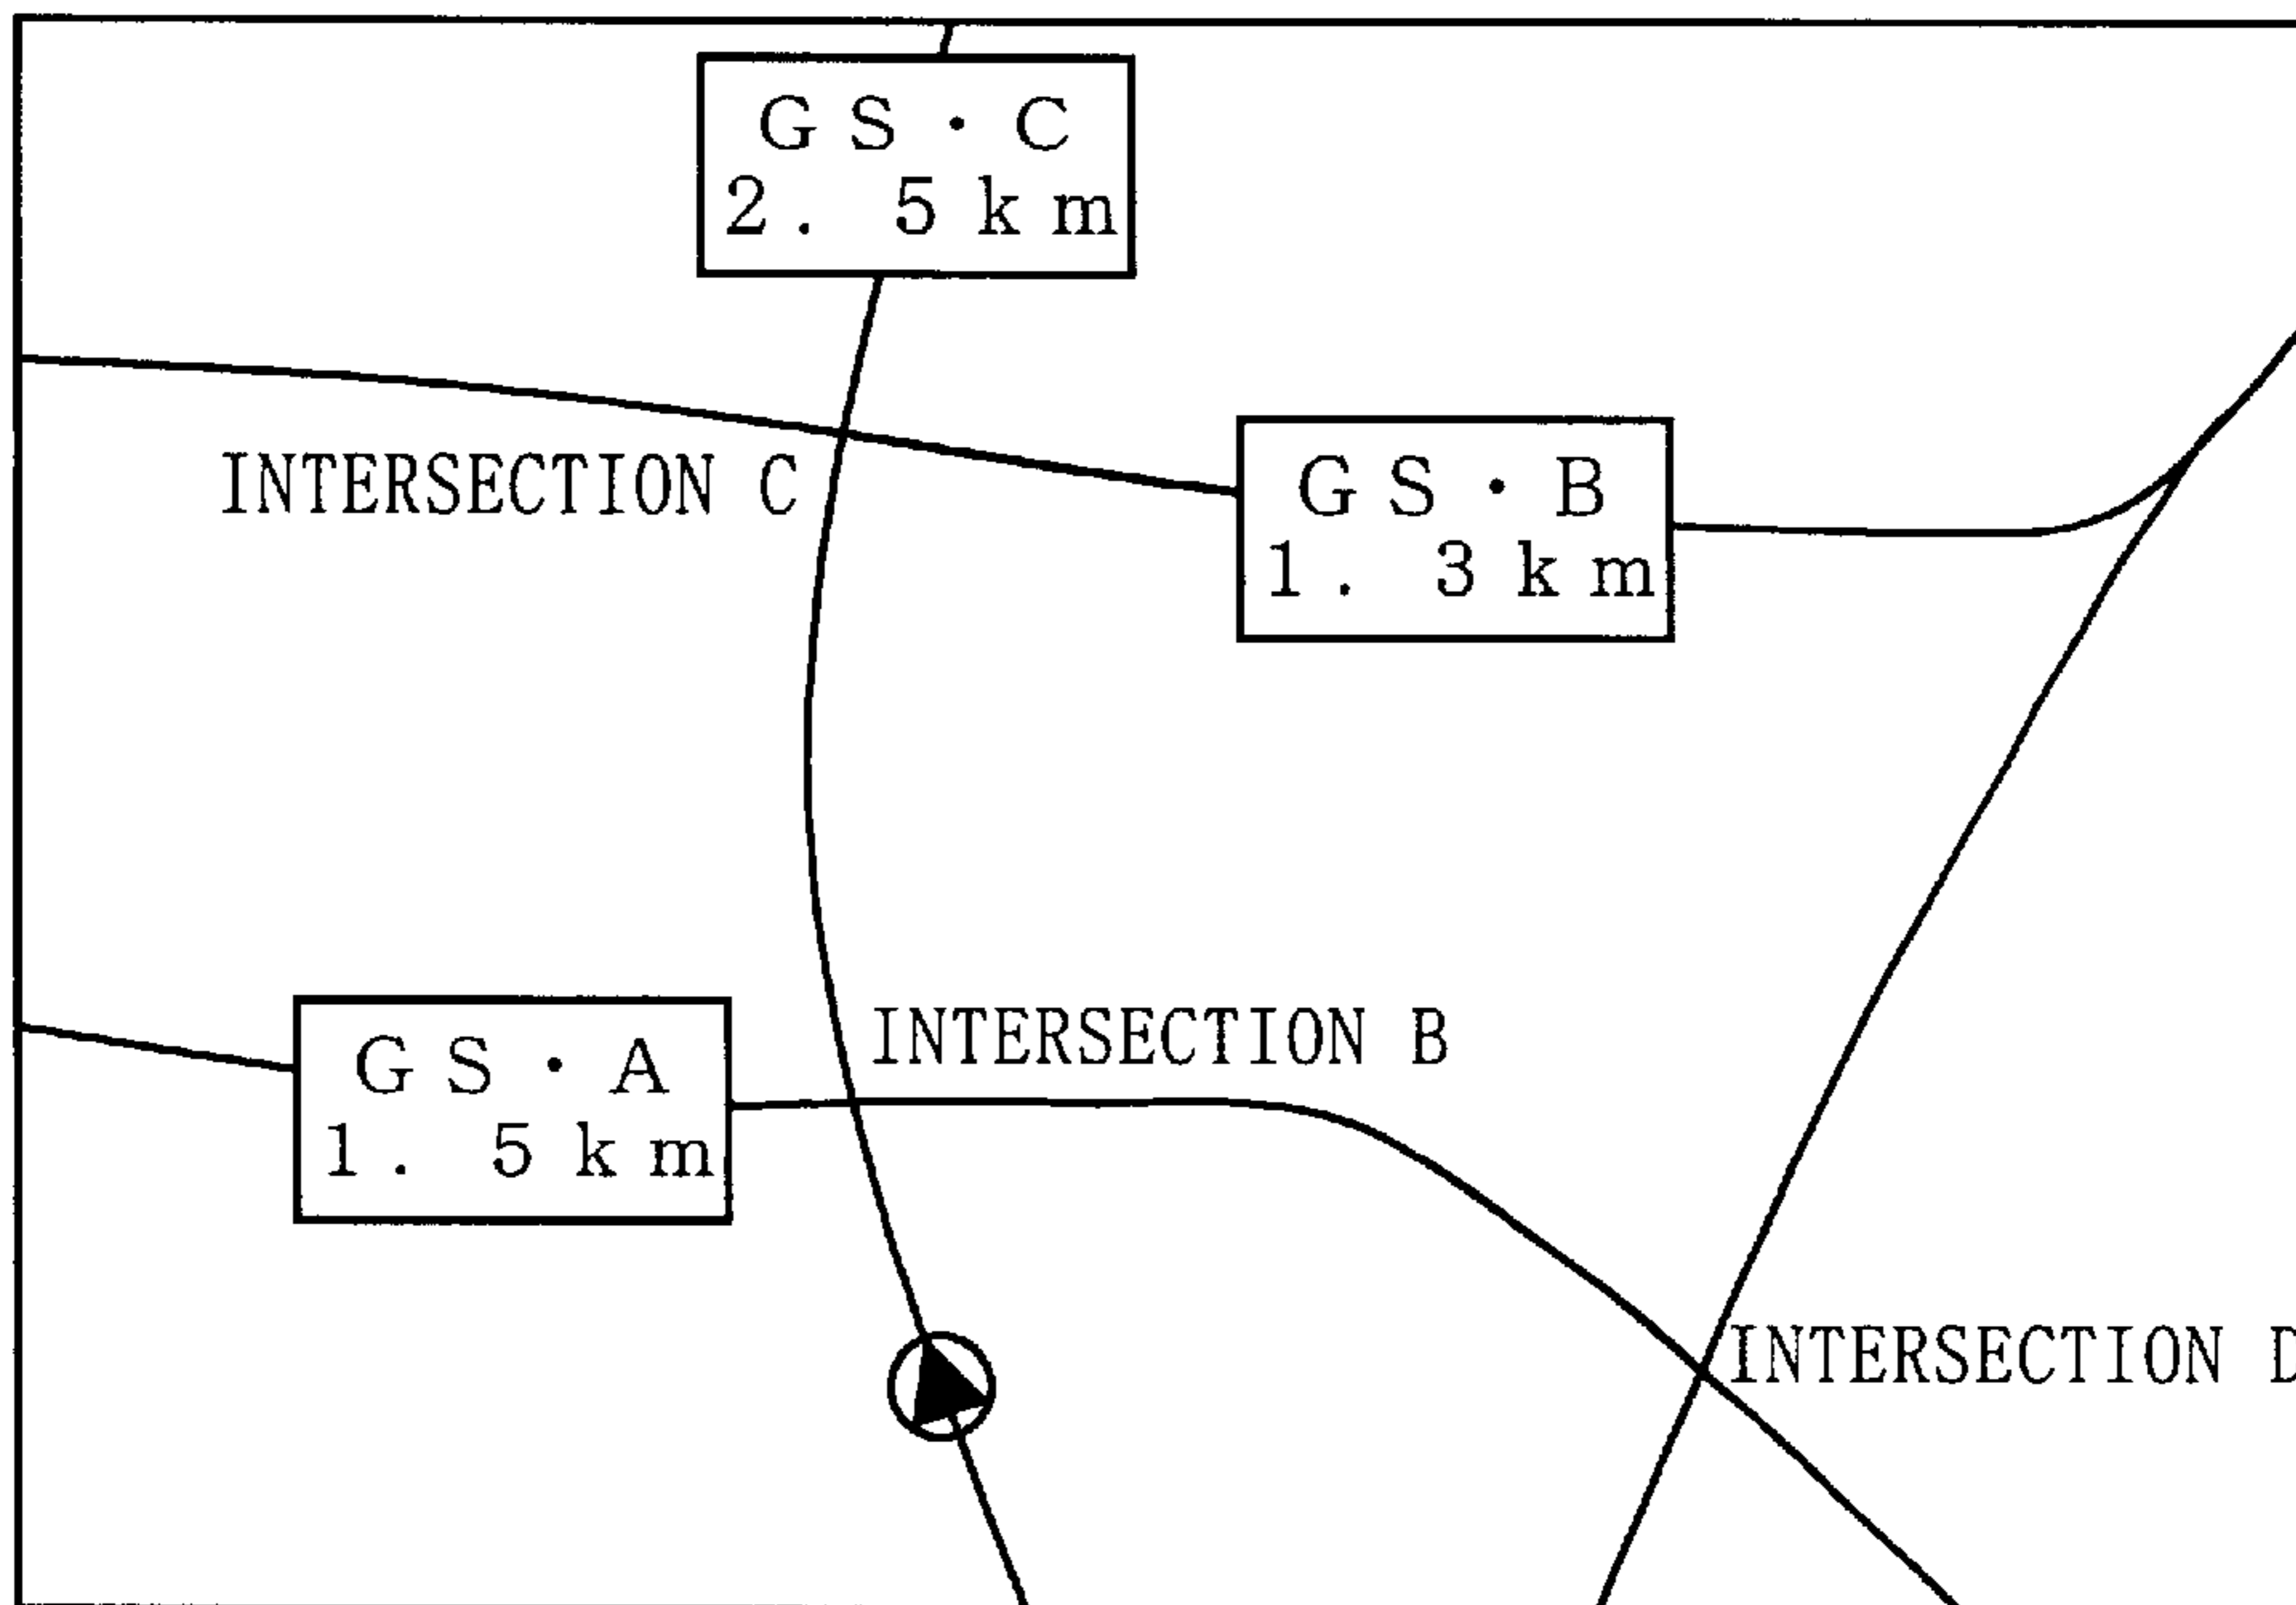 GS・C
2. 5km
INTERSECTION C
GS・B
1. 3km
INTERSECTION B
GS・A
1. 5km
INTERSECTION D